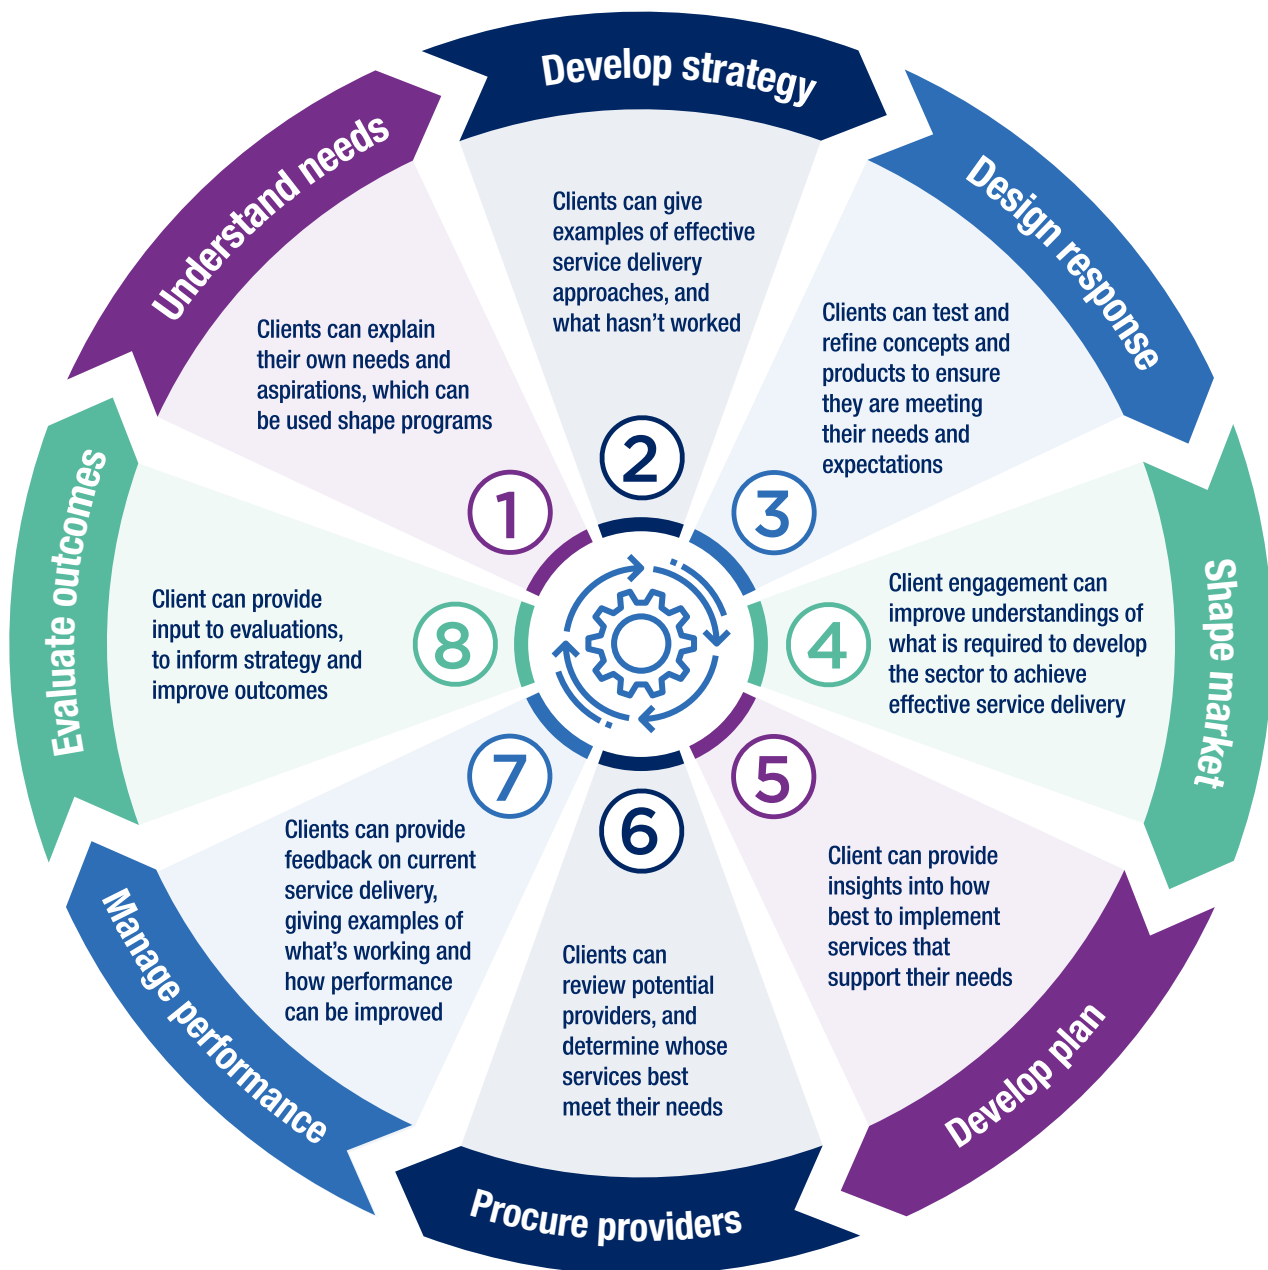 Understand needs
Clients can explain
their own needs and
aspirations, which can
be used shape programs
1
Develop strategy
Clients can give
examples of effective
service delivery
approaches, and
what hasn't worked
2
Design response
Clients can test and
refine concepts and
products to ensure
they are meeting
their needs and
expectations
3
Shape market
Client engagement can
improve understandings of
what is required to develop
the sector to achieve
effective service delivery
4
Develop plan
Client can provide
insights into how
best to implement
services that
support their needs
5
Procure providers
Clients can
review potential
providers, and
determine whose
services best
meet their needs
6
Manage performance
Clients can provide
feedback on current
service delivery,
giving examples of
what's working and
how performance
can be improved
7
Evaluate outcomes
Client can provide
input to evaluations,
to inform strategy and
improve outcomes
8